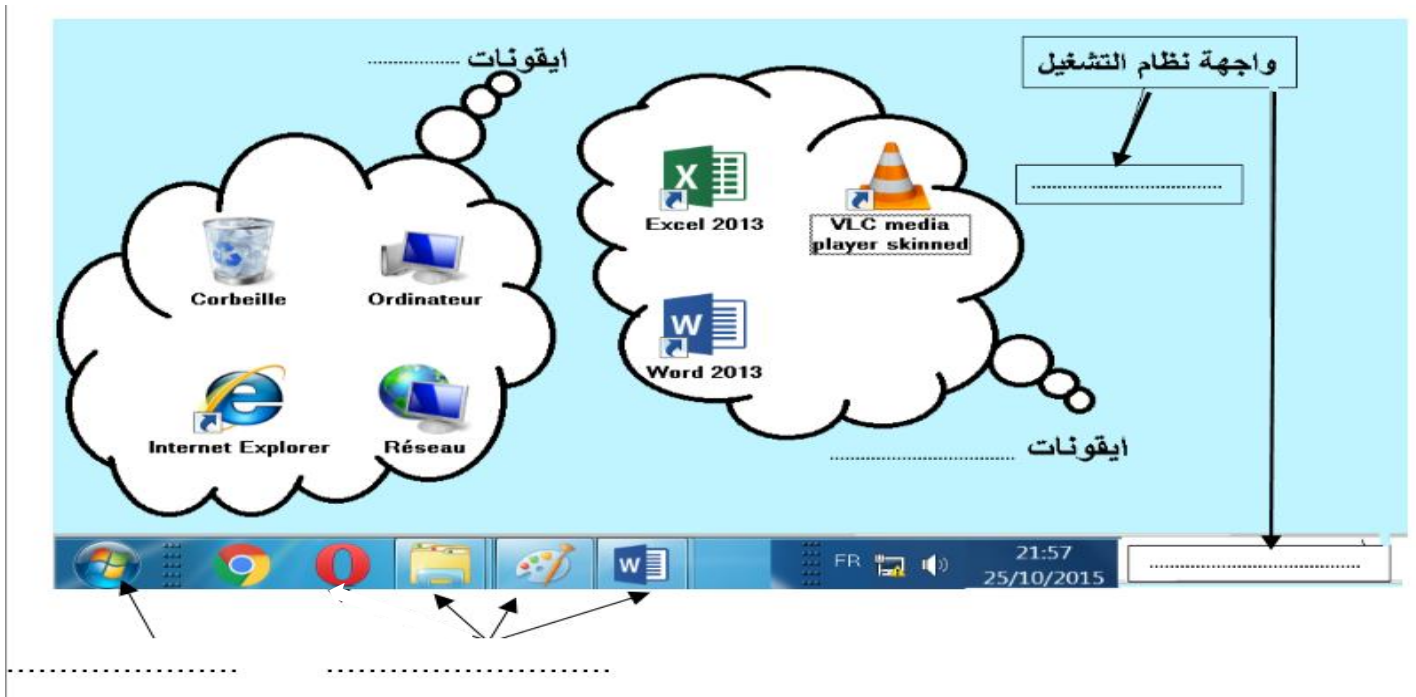 ايقونات ..................
واجهة نظام التشغيل
..........................................
Excel 2013
VLC media
player skinned
Corbeille
Ordinateur
Word 2013
Internet Explorer
Réseau
ايقونات ........................................
FR
21:57
25/10/2015
..........................................
..........................
................................